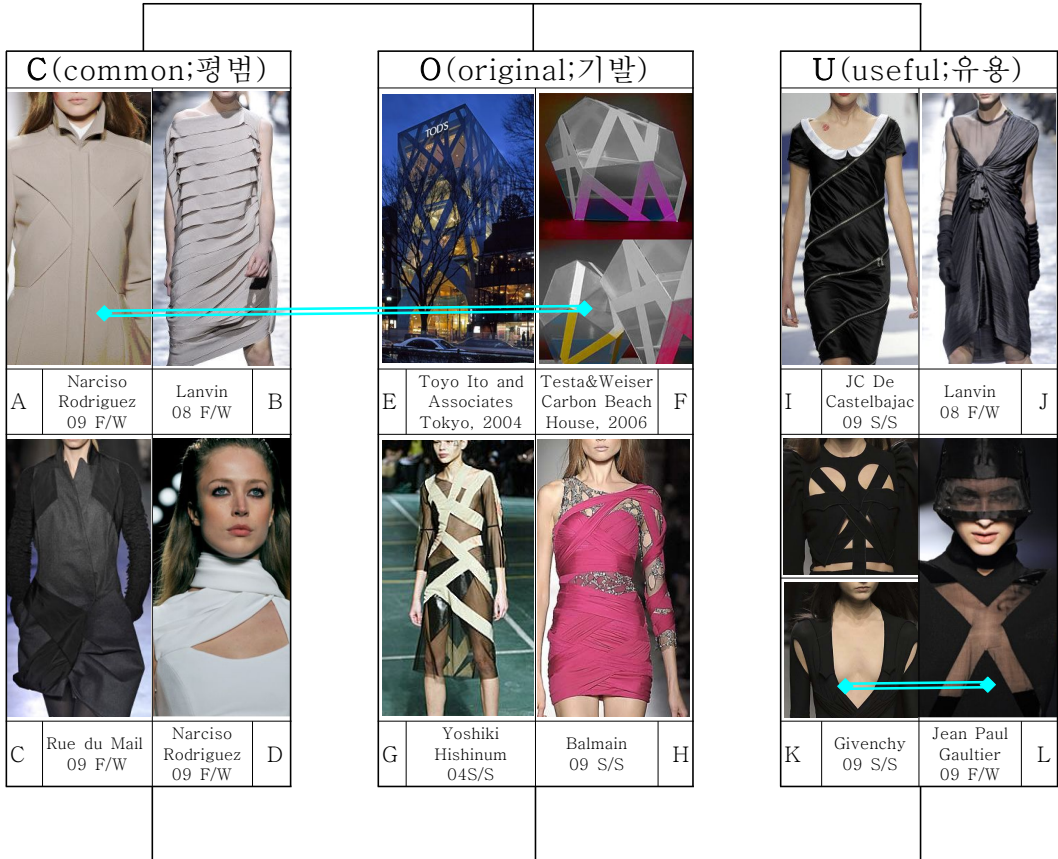 C(common;평범)
O(original;기발)
U(useful;유용)
TOD'S
A
Narciso
Rodriguez
09 F/W
Lanvin
08 F/W
B
E
Toyo Ito and
Associates
Tokyo, 2004
Testa&Weiser
Carbon Beach
House, 2006
F
I
JC De
Castelbajac
09 S/S
Lanvin
08 F/W
J
C
Rue du Mail
09 F/W
Narciso
Rodriguez
09 F/W
D
G
Yoshiki
Hishinum
04S/S
Balmain
09 S/S
H
K
Givenchy
09 S/S
Jean Paul
Gaultier
09 F/W
L